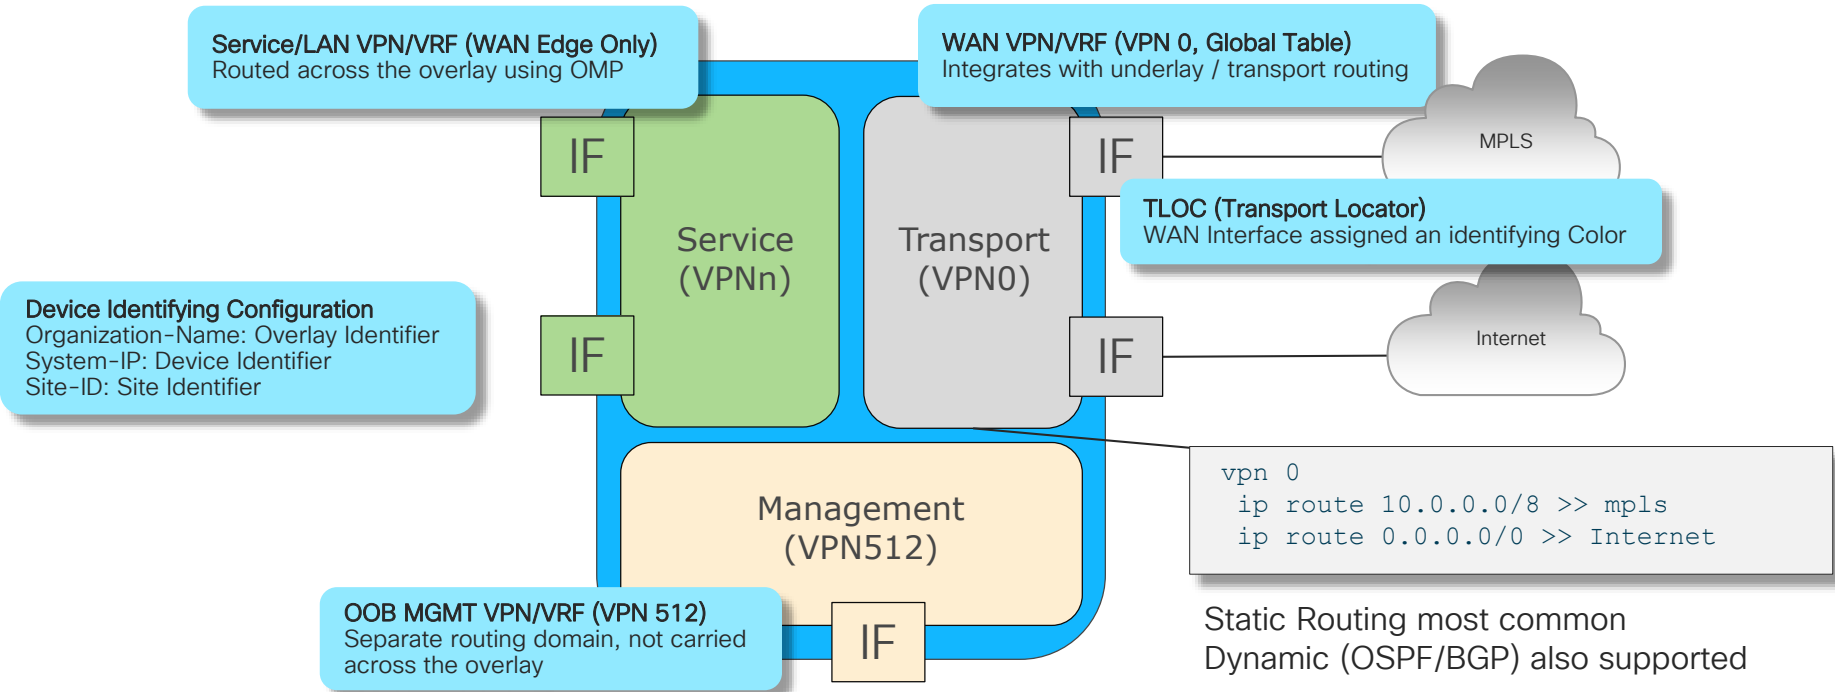 Service/LAN VPN/VRF (WAN Edge Only)
Routed across the overlay using OMP
WAN VPN/VRF (VPN 0, Global Table)
Integrates with underlay / transport routing
IF
IF
MPLS
TLOC (Transport Locator)
WAN Interface assigned an identifying Color
Service
(VPNn)
Transport
(VPN0)
Device Identifying Configuration
Organization-Name: Overlay Identifier
System-IP: Device Identifier
Site-ID: Site Identifier
IF
IF
Internet
vpn 0
ip route 10.0.0.0/8 >> mpls
ip route 0.0.0.0/0 >> Internet
Management
(VPN512)
OOB MGMT VPN/VRF (VPN 512)
Separate routing domain, not carried
across the overlay
IF
Static Routing most common
Dynamic (OSPF/BGP) also supported